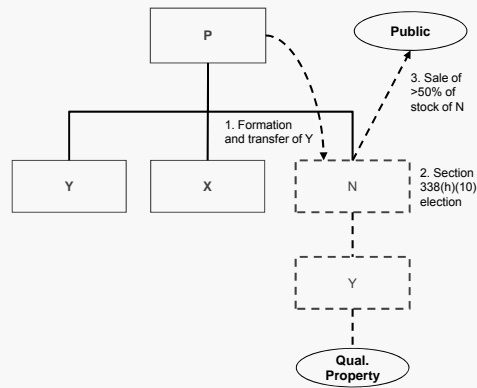 P
Public
3. Sale of
>50% of
stock of N
1. Formation
and transfer of Y
Y
X
N
2. Section
338(h)(10)
election
Y
Qual.
Property